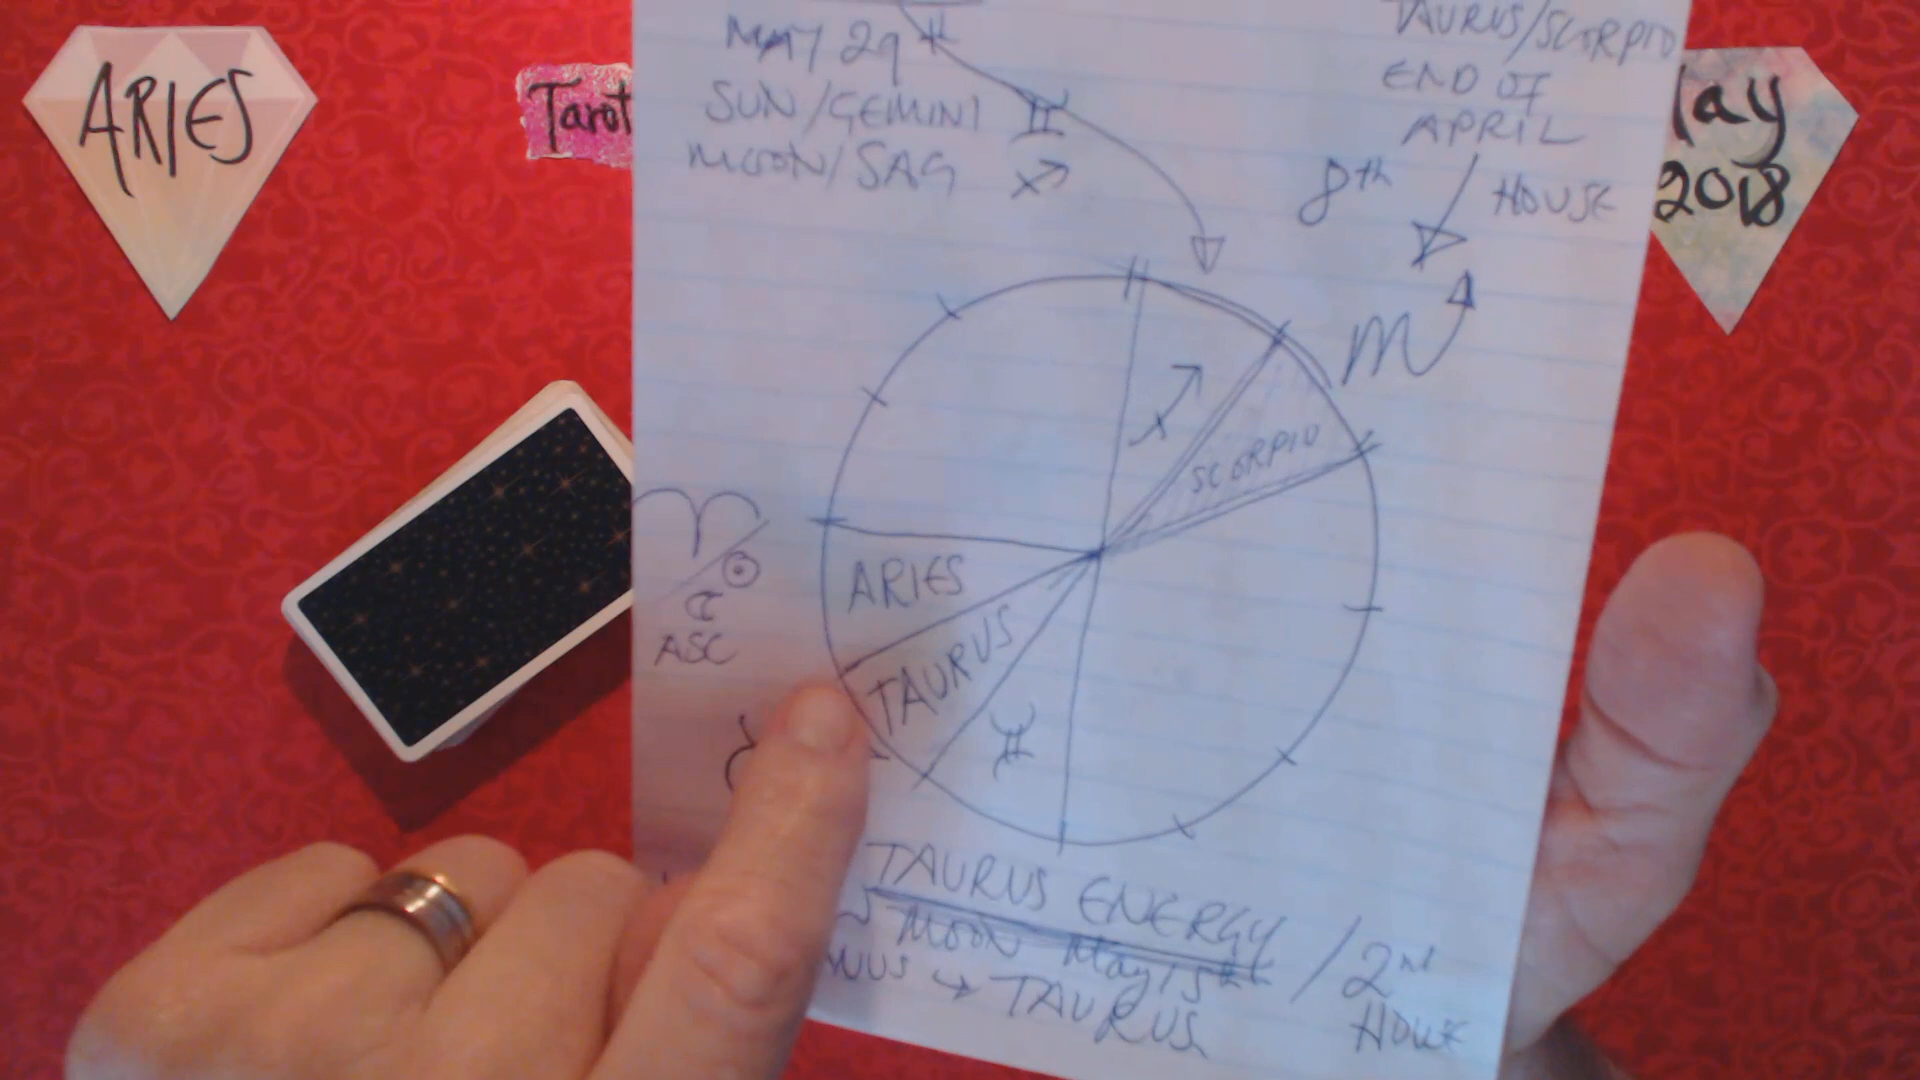 ARIES
Tarot
May
2018
MAY 29
SUN/GEMINI
MOON/SAG
TAURUS/SCORPIO
END OF
APRIL
8th HOUSE
SCORPIO
ARIES
TAURUS
ASC
TAURUS ENERGY
MOON May 15th / 2nd
HOUSE
→ TAURUS